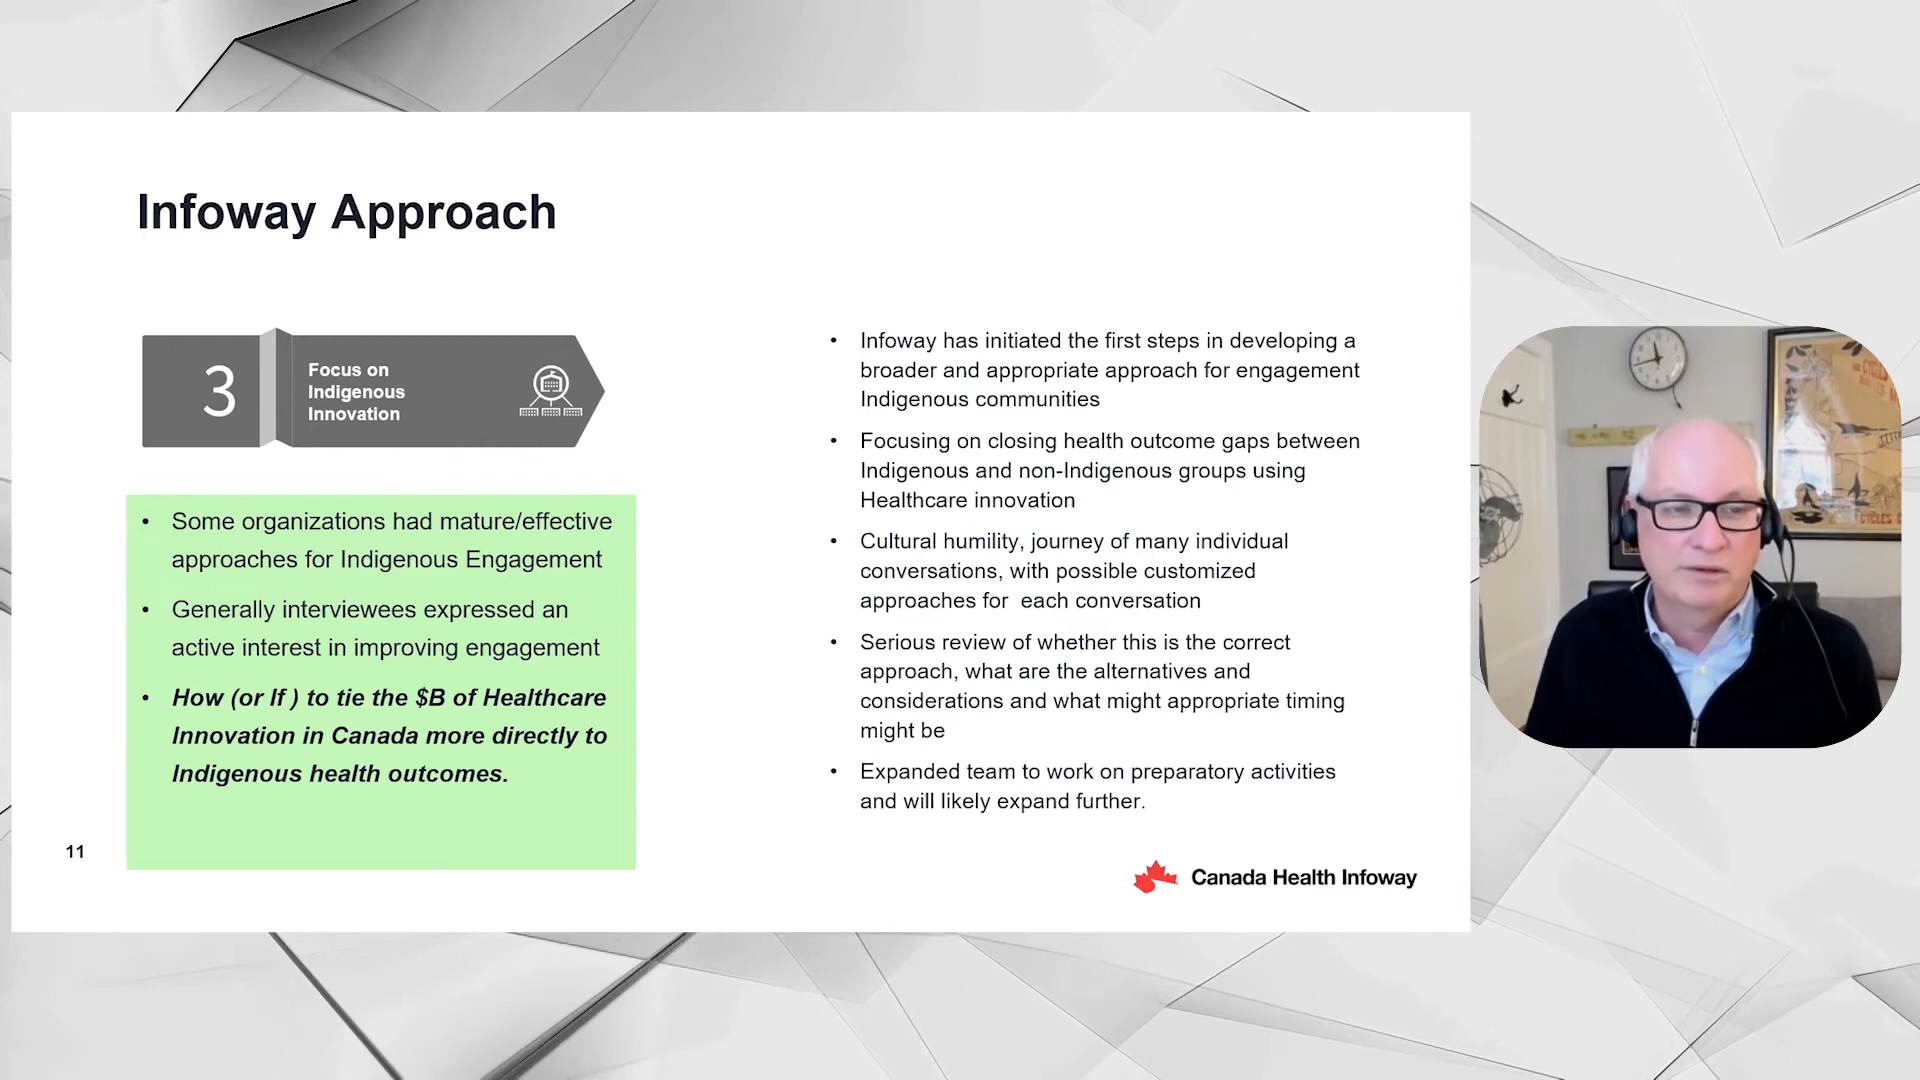 Infoway Approach
3
Focus on
Indigenous
Innovation
• Some organizations had mature/effective
approaches for Indigenous Engagement
• Generally interviewees expressed an
active interest in improving engagement
• How (or If ) to tie the $B of Healthcare
Innovation in Canada more directly to
Indigenous health outcomes.
• Infoway has initiated the first steps in developing a
broader and appropriate approach for engagement
Indigenous communities
• Focusing on closing health outcome gaps between
Indigenous and non-Indigenous groups using
Healthcare innovation
• Cultural humility, journey of many individual
conversations, with possible customized
approaches for  each conversation
• Serious review of whether this is the correct
approach, what are the alternatives and
considerations and what might appropriate timing
might be
• Expanded team to work on preparatory activities
and will likely expand further.
11
Canada Health Infoway